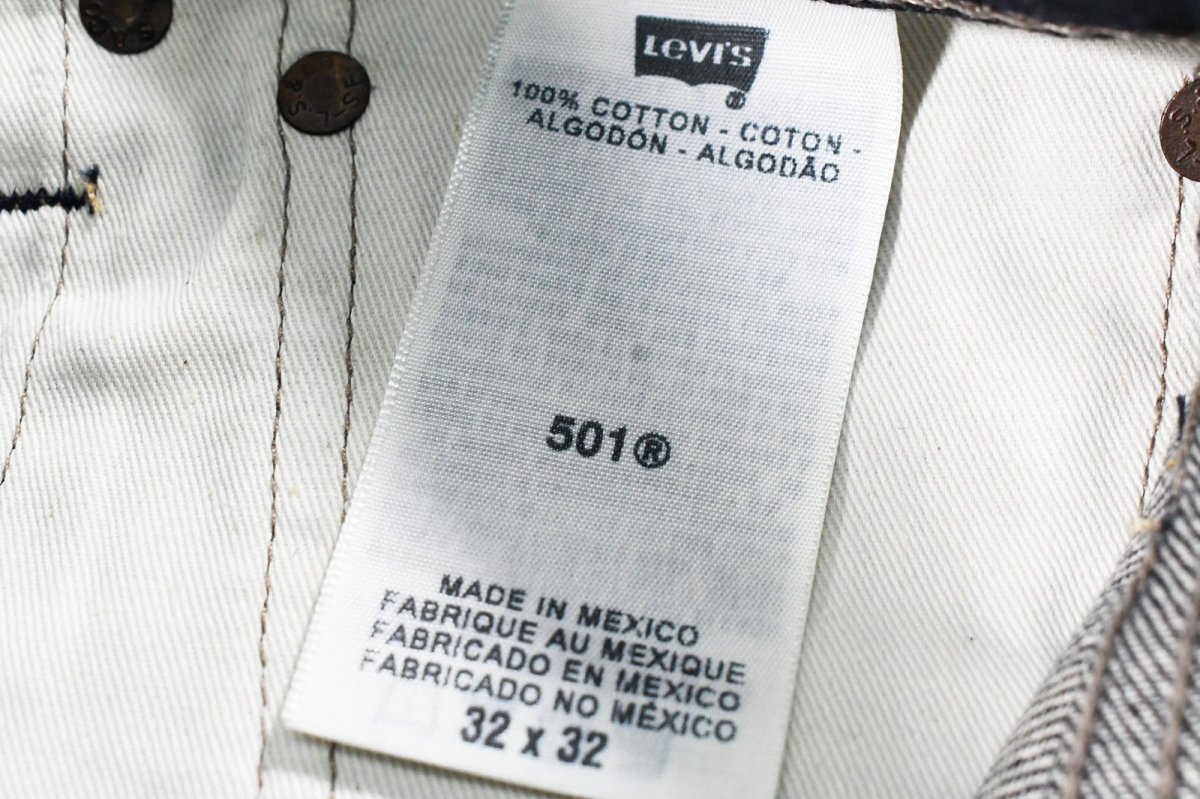 LEVI'S
®
100% COTTON - COTON -
ALGODÓN - ALGODÃO
501®
MADE IN MEXICO
FABRIQUE AU MEXIQUE
FABRICADO EN MEXICO
FABRICADO NO MÉXICO
32 x 32